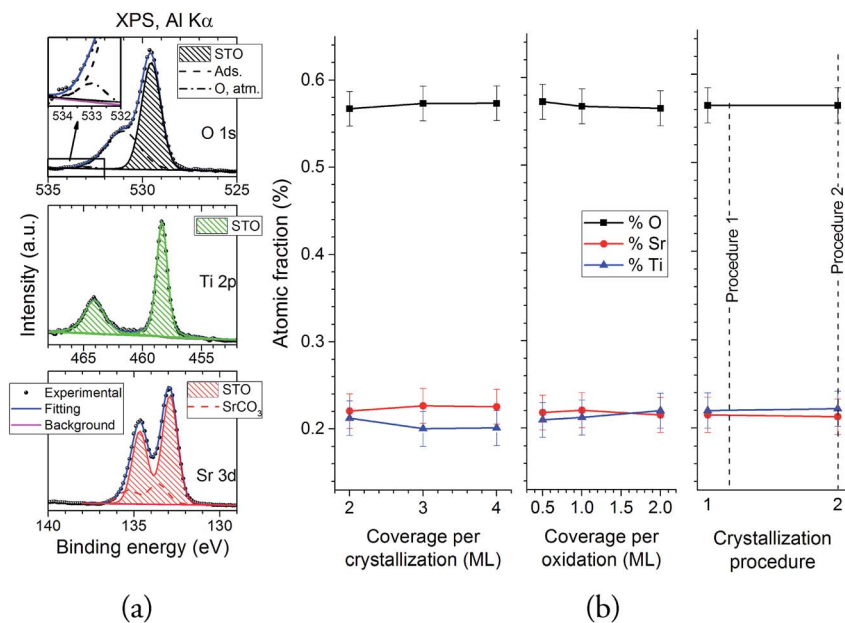 XPS, Al Kα
STO
Ads.
O, atm.
534 533 532
O 1s
535 530 525
STO
Ti 2p
465 460 455
Experimental
Fitting
Background
STO
SrCO₃
Sr 3d
140 135 130
Binding energy (eV)
Intensity (a.u.)
(a)
Atomic fraction (%)
0.6
0.5
0.4
0.3
0.2
2 3 4
Coverage per
crystallization (ML)
% O
% Sr
% Ti
0.5 1.0 1.5 2.0
Coverage per
oxidation (ML)
Procedure 1
Procedure 2
1 2
Crystallization
procedure
(b)